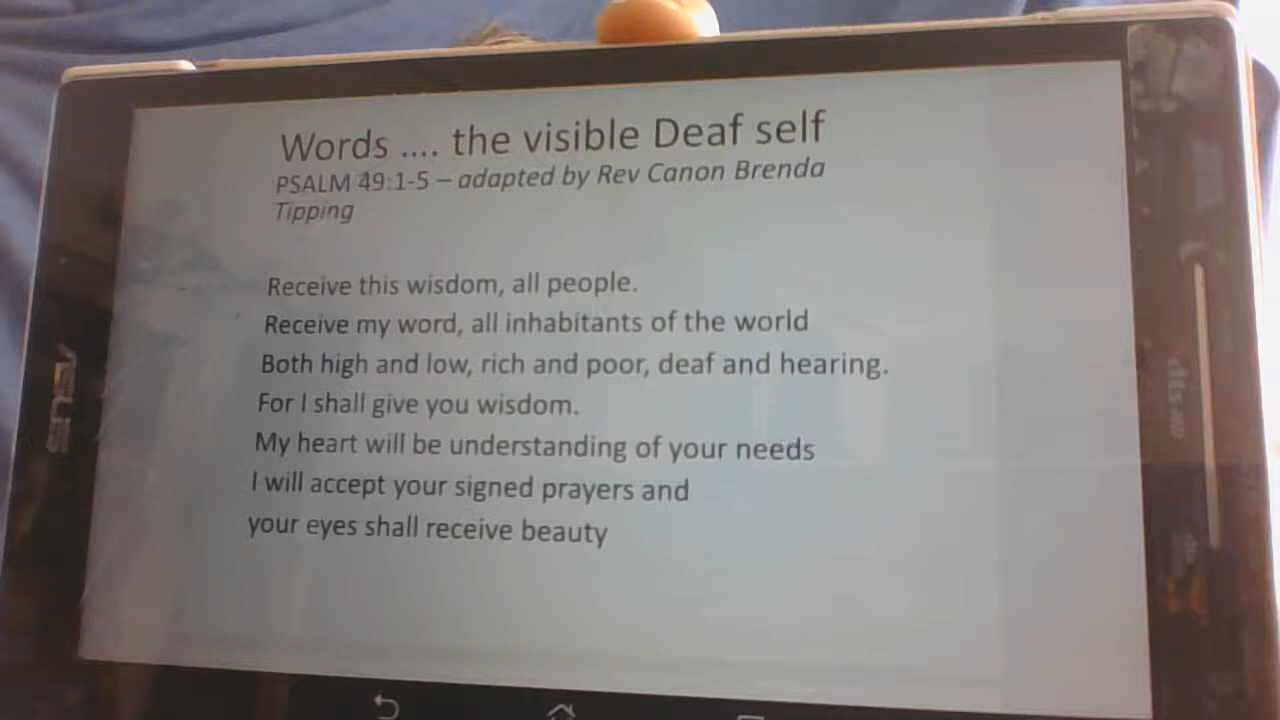 Words .... the visible Deaf self
PSALM 49:1-5 – adapted by Rev Canon Brenda
Tipping
Receive this wisdom, all people.
Receive my word, all inhabitants of the world
Both high and low, rich and poor, deaf and hearing.
For I shall give you wisdom.
My heart will be understanding of your needs
I will accept your signed prayers and
your eyes shall receive beauty
ASUS
dts